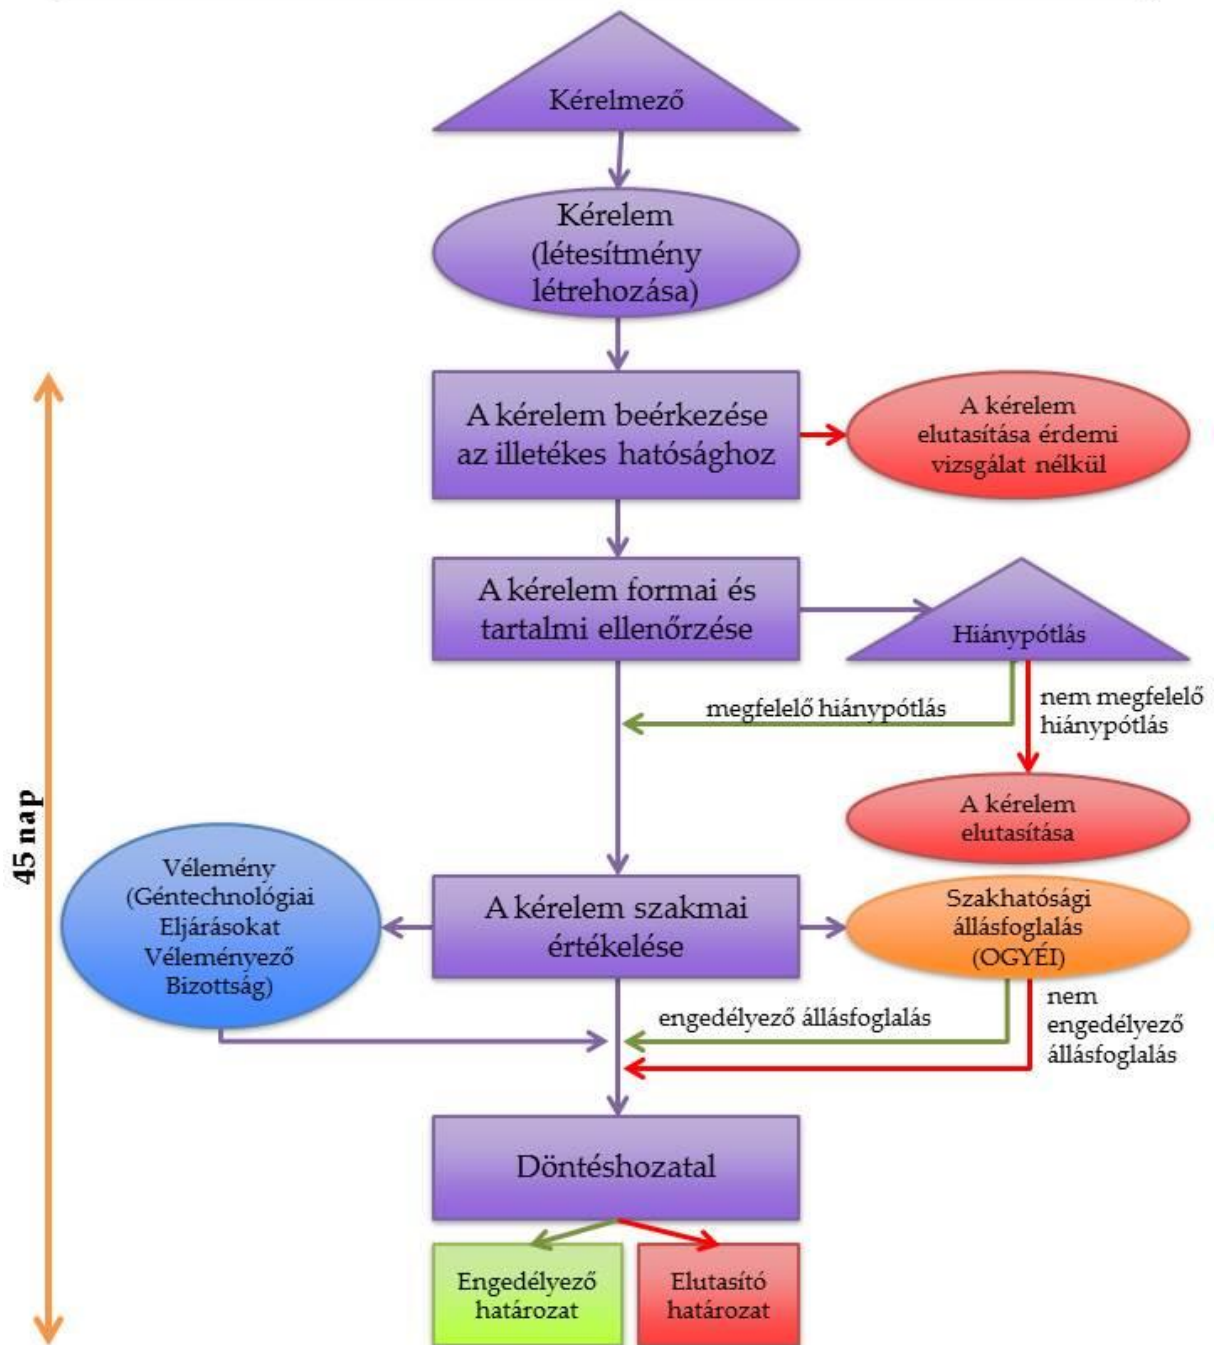 Kérelmező
Kérelem
(létesítmény
létrehozása)
A kérelem beérkezése
az illetékes hatósághoz
A kérelem
elutasítása érdemi
vizsgálat nélkül
A kérelem formai és
tartalmi ellenőrzése
Hiánypótlás
megfelelő hiánypótlás
nem megfelelő
hiánypótlás
A kérelem
elutasítása
45 nap
Vélemény
(Géntechnológiai
Eljárásokat
Véleményező
Bizottság)
A kérelem szakmai
értékelése
Szakhatósági
állásfoglalás
(OGYÉI)
engedélyező állásfoglalás
nem
engedélyező
állásfoglalás
Döntéshozatal
Engedélyező
határozat
Elutasító
határozat